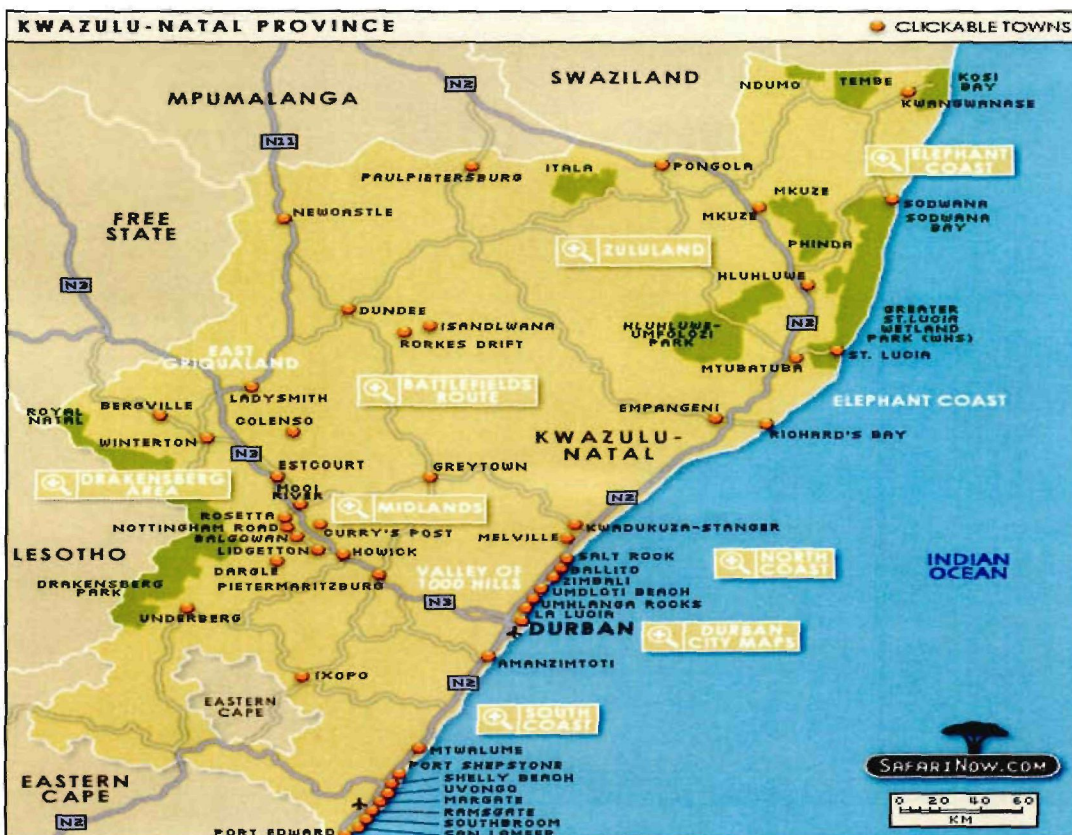 KWAZULU-NATAL PROVINCE
CLICKABLE TOWNS
SWAZILAND
N2
MPUMALANGA
NDUMO
TEMBE
KOSI
BAY
KWANGWANASE
N11
ELEPHANT
COAST
PAULPIETERSBURG
ITALA
PONGOLA
MKUZE
MKUZE
SODWANA
SODWANA
BAY
NEWCASTLE
FREE
STATE
PHINDA
ZULULAND
HLUHLUWE
N3
DUNDEE
ISANDLWANA
RORKES DRIFT
HLUHLUWE-
UMFOLOZI
PARK
N2
GREATER
ST.LUCIA
WETLAND
PARK (WHS)
ST. LUCIA
MTUBATUBA
EAST
GRIQUALAND
LADYSMITH
BATTLEFIELDS
ROUTE
ELEPHANT COAST
ROYAL
NATAL
BERGVILLE
COLENSO
EMPANGENI
RICHARD'S BAY
WINTERTON
KWAZULU-
NATAL
N3
ESTCOURT
GREYTOWN
DRAKENSBERG
AREA
MOOI
RIVER
N2
MIDLANDS
ROSETTA
NOTTINGHAM ROAD
CURRY'S POST
BALGOWAN
KWADUKUZA-STANGER
MELVILLE
LESOTHO
LIDGETTON
HOWICK
SALT ROCK
NORTH
COAST
INDIAN
OCEAN
DARGLE
VALLEY OF
1000 HILLS
BALLITO
DRAKENSBERG
PARK
PIETERMARITZBURG
ZIMBALI
UMDLOTI BEACH
N3
UMHLANGA ROCKS
LA LUCIA
UNDERBERG
DURBAN
DURBAN
CITY MAPS
AMANZIMTOTI
IXOPO
N2
EASTERN
CAPE
SOUTH
COAST
MTWALUME
PORT SHEPSTONE
SHELLY BEACH
EASTERN
CAPE
UVONGO
MARGATE
RAMSGATE
SOUTHBROOM
N2
PORT EDWARD
SAN LAMEER
SAFARINOW.COM
0 20 40 60
KM